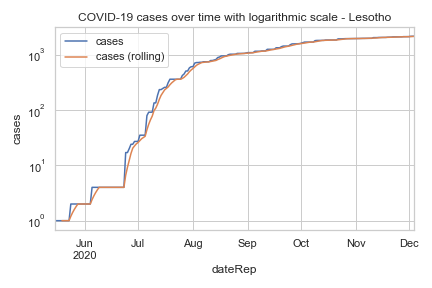 COVID-19 cases over time with logarithmic scale - Lesotho
cases
cases (rolling)
10³
10²
10¹
10⁰
cases
Jun Jul Aug Sep Oct Nov Dec
2020
dateRep